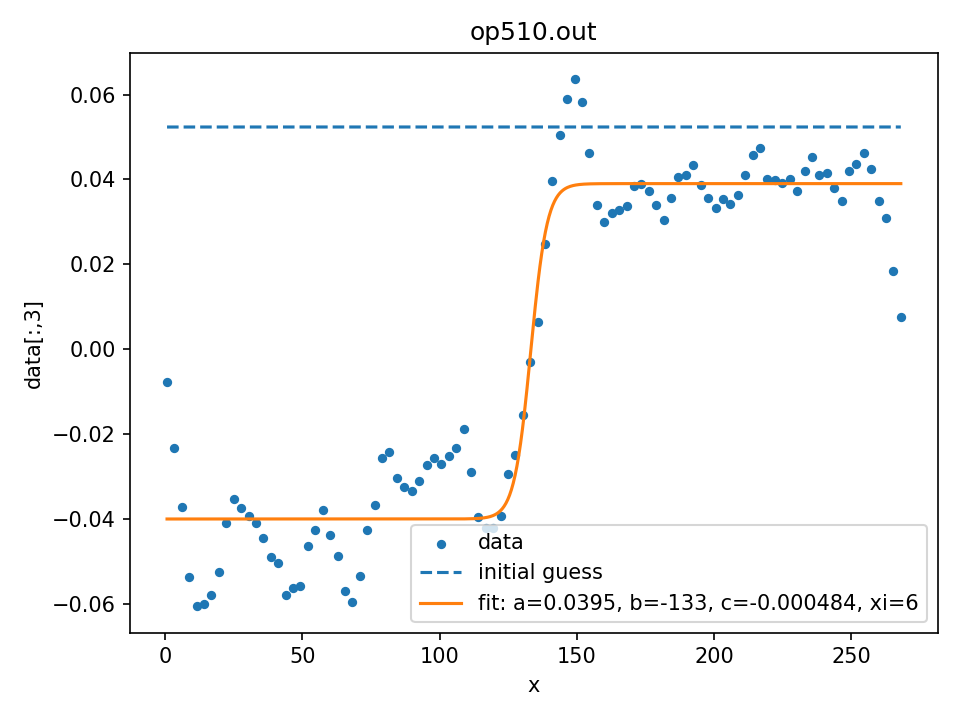 op510.out
0.06
0.04
0.02
0.00
−0.02
−0.04
−0.06
data[:,3]
data
initial guess
fit: a=0.0395, b=-133, c=-0.000484, xi=6
0 50 100 150 200 250
x